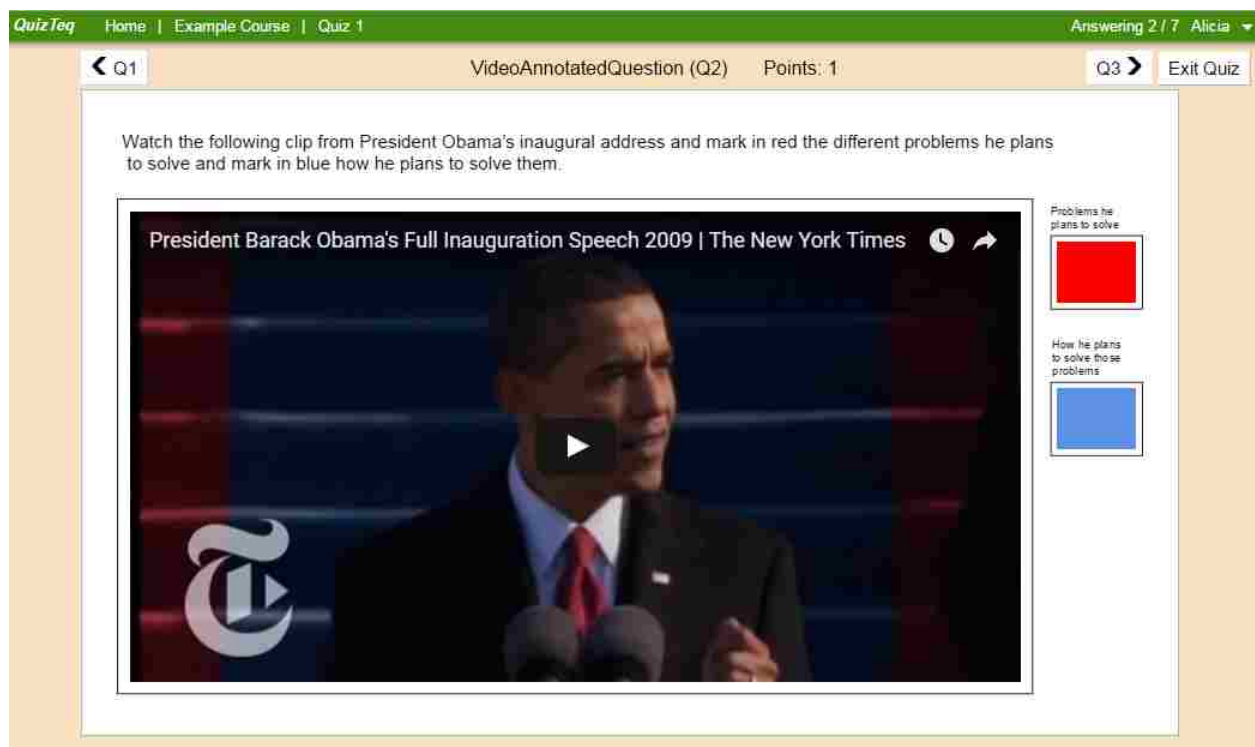 QuizTeq Home | Example Course | Quiz 1 Answering 2 / 7 Alicia
Q1 VideoAnnotatedQuestion (Q2) Points: 1 Q3 Exit Quiz
Watch the following clip from President Obama's inaugural address and mark in red the different problems he plans
to solve and mark in blue how he plans to solve them.
President Barack Obama's Full Inauguration Speech 2009 | The New York Times
Problems he
plans to solve
How he plans
to solve those
problems
T